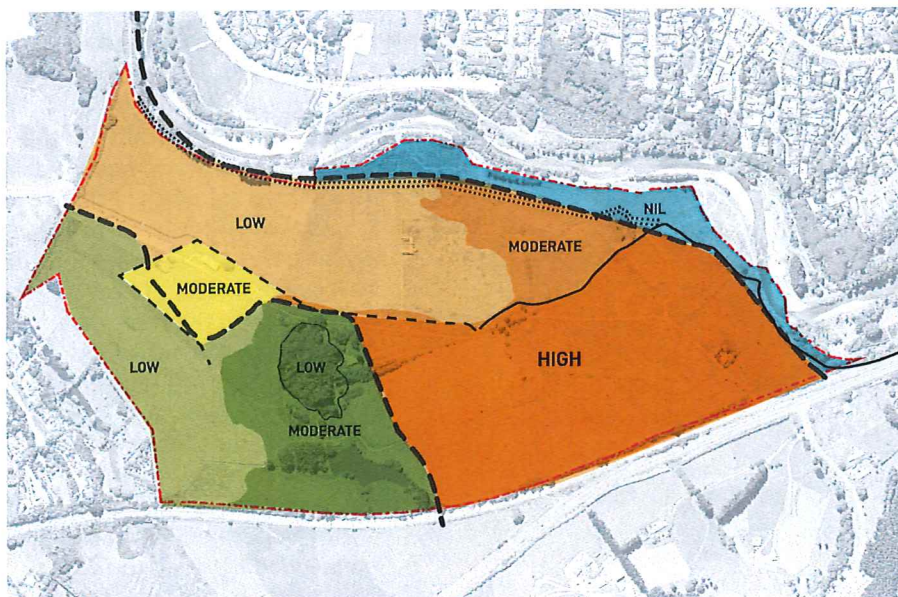 NIL
LOW
MODERATE
MODERATE
HIGH
LOW
LOW
MODERATE